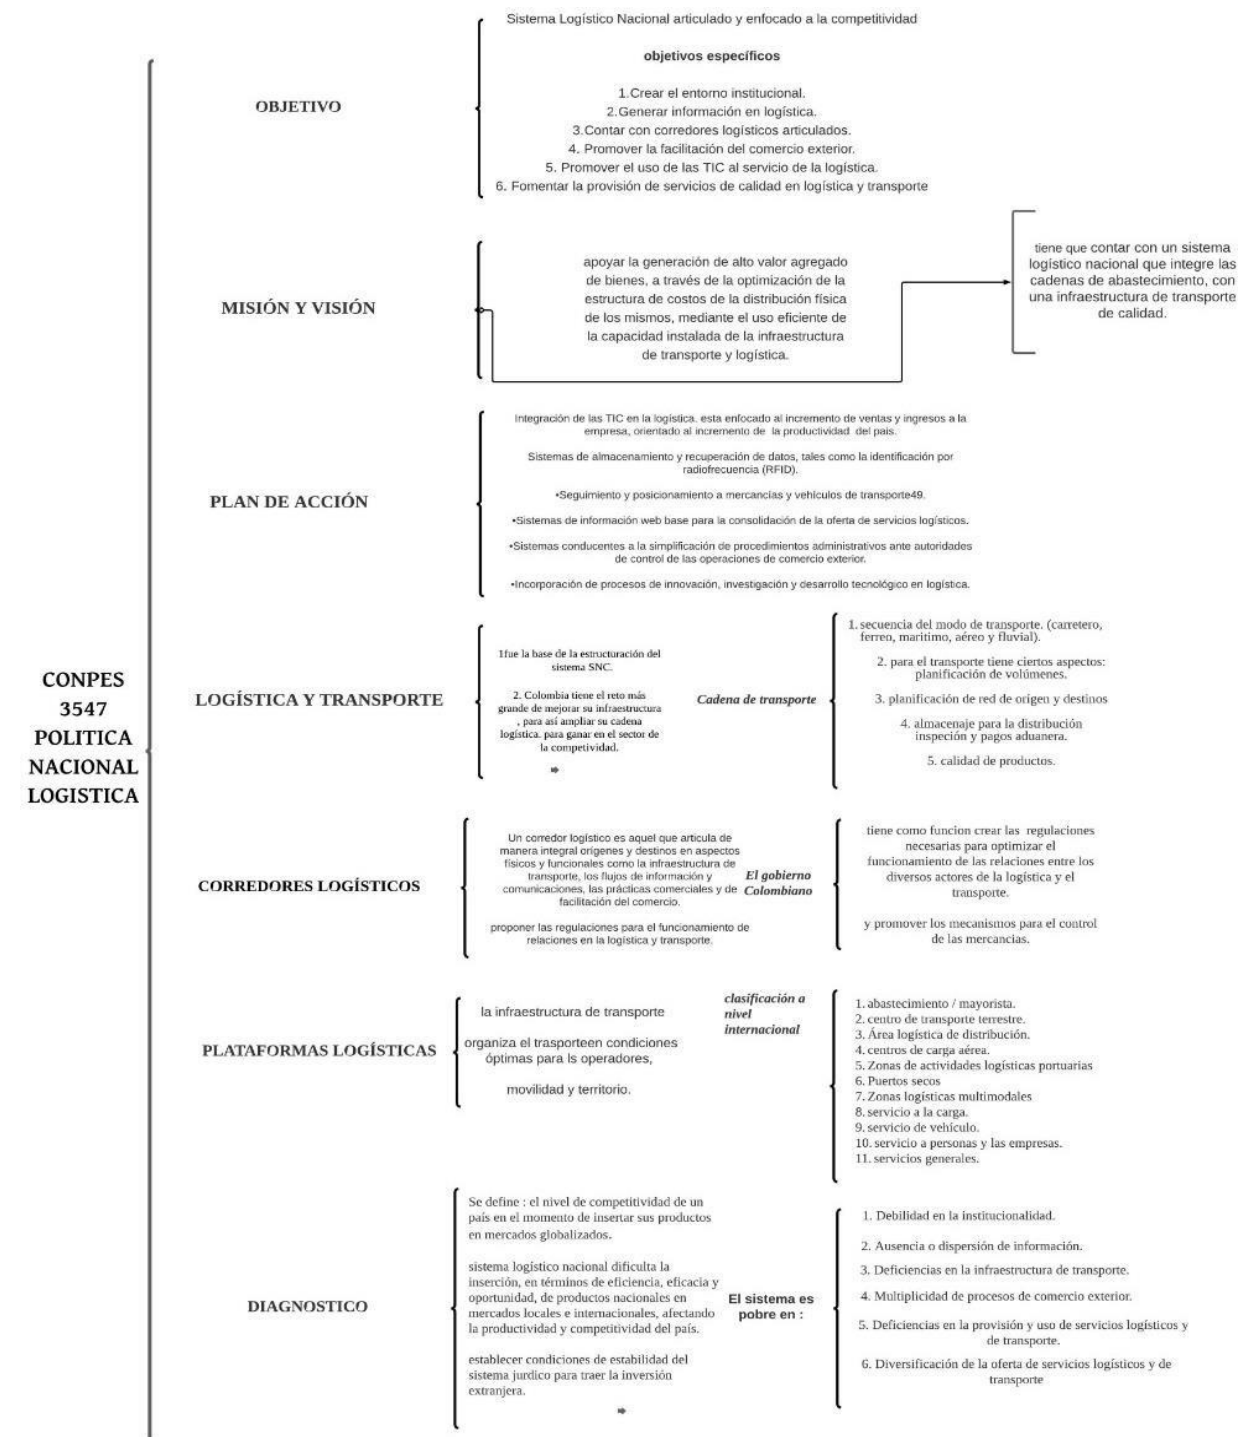 CONPES
3547
POLITICA
NACIONAL
LOGISTICA
OBJETIVO
Sistema Logístico Nacional articulado y enfocado a la competitividad
objetivos específicos
1.Crear el entorno institucional.
2.Generar información en logística.
3.Contar con corredores logísticos articulados.
4. Promover la facilitación del comercio exterior.
5. Promover el uso de las TIC al servicio de la logística.
6. Fomentar la provisión de servicios de calidad en logística y transporte
MISIÓN Y VISIÓN
apoyar la generación de alto valor agregado
de bienes, a través de la optimización de la
estructura de costos de la distribución física
de los mismos, mediante el uso eficiente de
la capacidad instalada de la infraestructura
de transporte y logística.
tiene que contar con un sistema
logístico nacional que integre las
cadenas de abastecimiento, con
una infraestructura de transporte
de calidad.
PLAN DE ACCIÓN
Integración de las TIC en la logística. esta enfocado al incremento de ventas y ingresos a la
empresa, orientado al incremento de la productividad del pais.
Sistemas de almacenamiento y recuperación de datos, tales como la identificación por
radiofrecuencia (RFID).
•Seguimiento y posicionamiento a mercancías y vehículos de transporte49.
•Sistemas de información web base para la consolidación de la oferta de servicios logísticos.
•Sistemas conducentes a la simplificación de procedimientos administrativos ante autoridades
de control de las operaciones de comercio exterior.
•Incorporación de procesos de innovación, investigación y desarrollo tecnológico en logística.
LOGÍSTICA Y TRANSPORTE
1fue la base de la estructuración del
sistema SNC.
2. Colombia tiene el reto más
grande de mejorar su infraestructura
, para así ampliar su cadena
logística. para ganar en el sector de
la competividad.
Cadena de transporte
1. secuencia del modo de transporte. (carretero,
ferreo, maritimo, aéreo y fluvial).
2. para el transporte tiene ciertos aspectos:
planificación de volúmenes.
3. planificación de red de orígen y destinos
4. almacenaje para la distribución
inspeción y pagos aduanera.
5. calidad de productos.
CORREDORES LOGÍSTICOS
Un corredor logístico es aquel que articula de
manera integral orígenes y destinos en aspectos
físicos y funcionales como la infraestructura de
transporte, los flujos de información y
comunicaciones, las prácticas comerciales y de
facilitación del comercio.
proponer las regulaciones para el funcionamiento de
relaciones en la logística y transporte.
El gobierno
Colombiano
tiene como funcion crear las regulaciones
necesarias para optimizar el
funcionamiento de las relaciones entre los
diversos actores de la logística y el
transporte.
y promover los mecanismos para el control
de las mercancias.
PLATAFORMAS LOGÍSTICAS
la infraestructura de transporte
organiza el trasporteen condiciones
óptimas para ls operadores,
movilidad y territorio.
clasificación a
nivel
internacional
1. abastecimiento / mayorista.
2. centro de transporte terrestre.
3. Área logística de distribución.
4. centros de carga aérea.
5. Zonas de actividades logísticas portuarias
6. Puertos secos
7. Zonas logísticas multimodales
8. servicio a la carga.
9. servicio de vehículo.
10. servicio a personas y las empresas.
11. servicios generales.
DIAGNOSTICO
Se define : el nivel de competitividad de un
país en el momento de insertar sus productos
en mercados globalizados.
sistema logístico nacional dificulta la
inserción, en términos de eficiencia, eficacia y
oportunidad, de productos nacionales en
mercados locales e internacionales, afectando
la productividad y competitividad del país.
establecer condiciones de estabilidad del
sistema jurdico para traer la inversión
extranjera.
El sistema es
pobre en :
1. Debilidad en la institucionalidad.
2. Ausencia o dispersión de información.
3. Deficiencias en la infraestructura de transporte.
4. Multiplicidad de procesos de comercio exterior.
5. Deficiencias en la provisión y uso de servicios logísticos y
de transporte.
6. Diversificación de la oferta de servicios logísticos y de
transporte